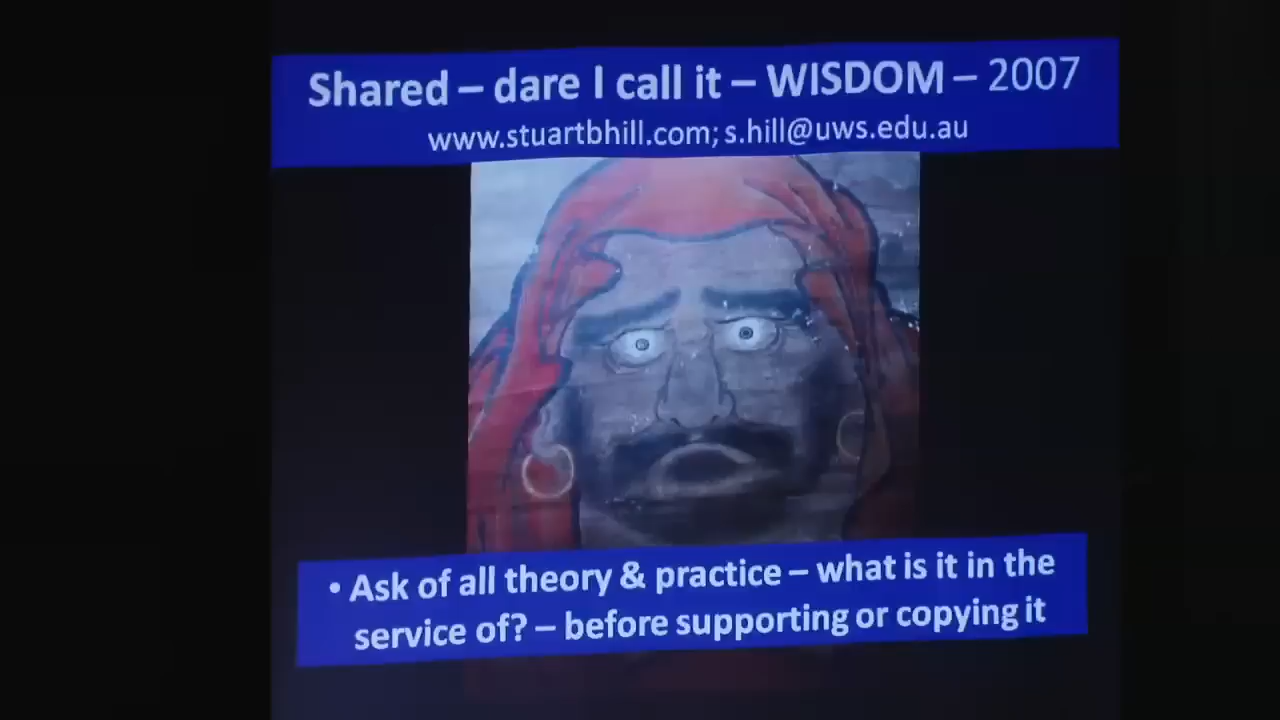 Shared – dare I call it – WISDOM – 2007
www.stuartbhill.com; s.hill@uws.edu.au
• Ask of all theory & practice – what is it in the
service of? – before supporting or copying it